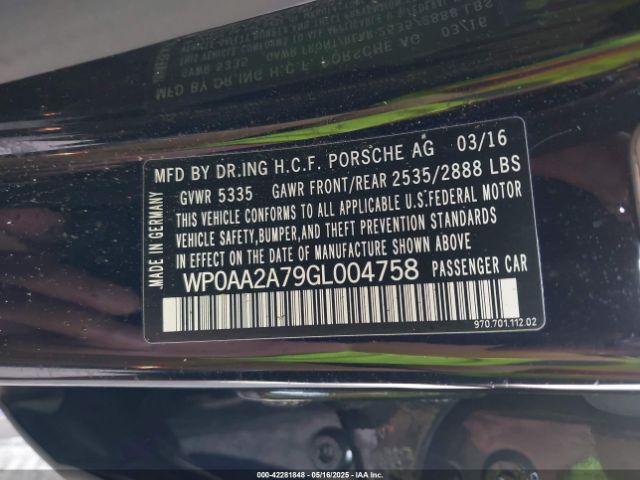 MFD BY DR.ING H.C.F. PORSCHE AG 03/16
GVWR 5335 GAWR FRONT/REAR 2535/2888 LBS
THIS VEHICLE CONFORMS TO ALL APPLICABLE U.S.FEDERAL MOTOR
VEHICLE SAFETY,BUMPER,AND THEFT PREVENTION STANDARDS
IN EFFECT ON THE DATE OF MANUFACTURE SHOWN ABOVE
WP0AA2A79GL004758 PASSENGER CAR
MADE IN GERMANY
970.701.112.02
000-42281848 - 05/16/2025 - IAA Inc.